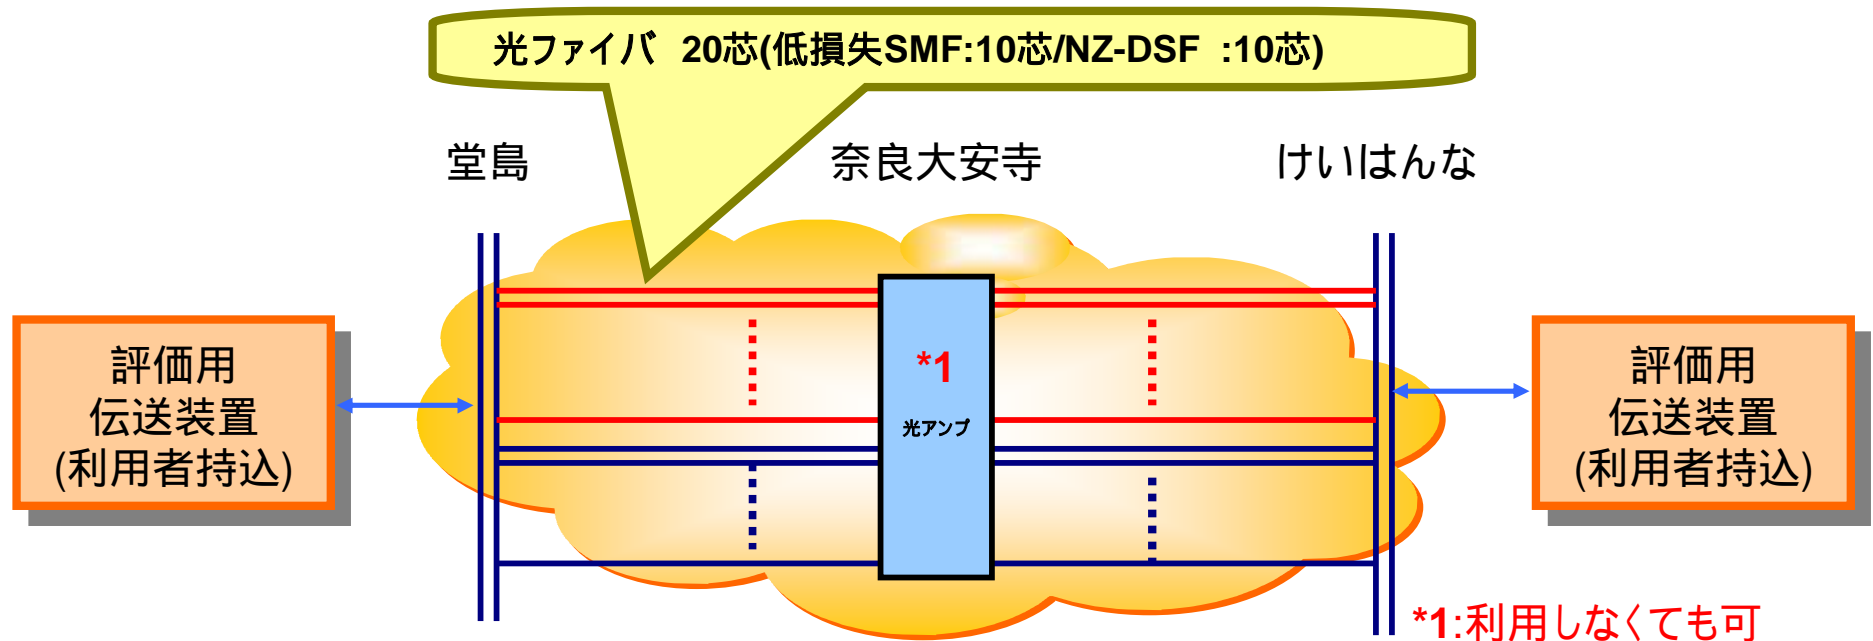 光ファイバ 20芯(低損失SMF:10芯/NZ-DSF :10芯)
堂島
奈良大安寺
けいはんな
評価用
伝送装置
(利用者持込)
*1
光アンプ
評価用
伝送装置
(利用者持込)
*1:利用しなくても可